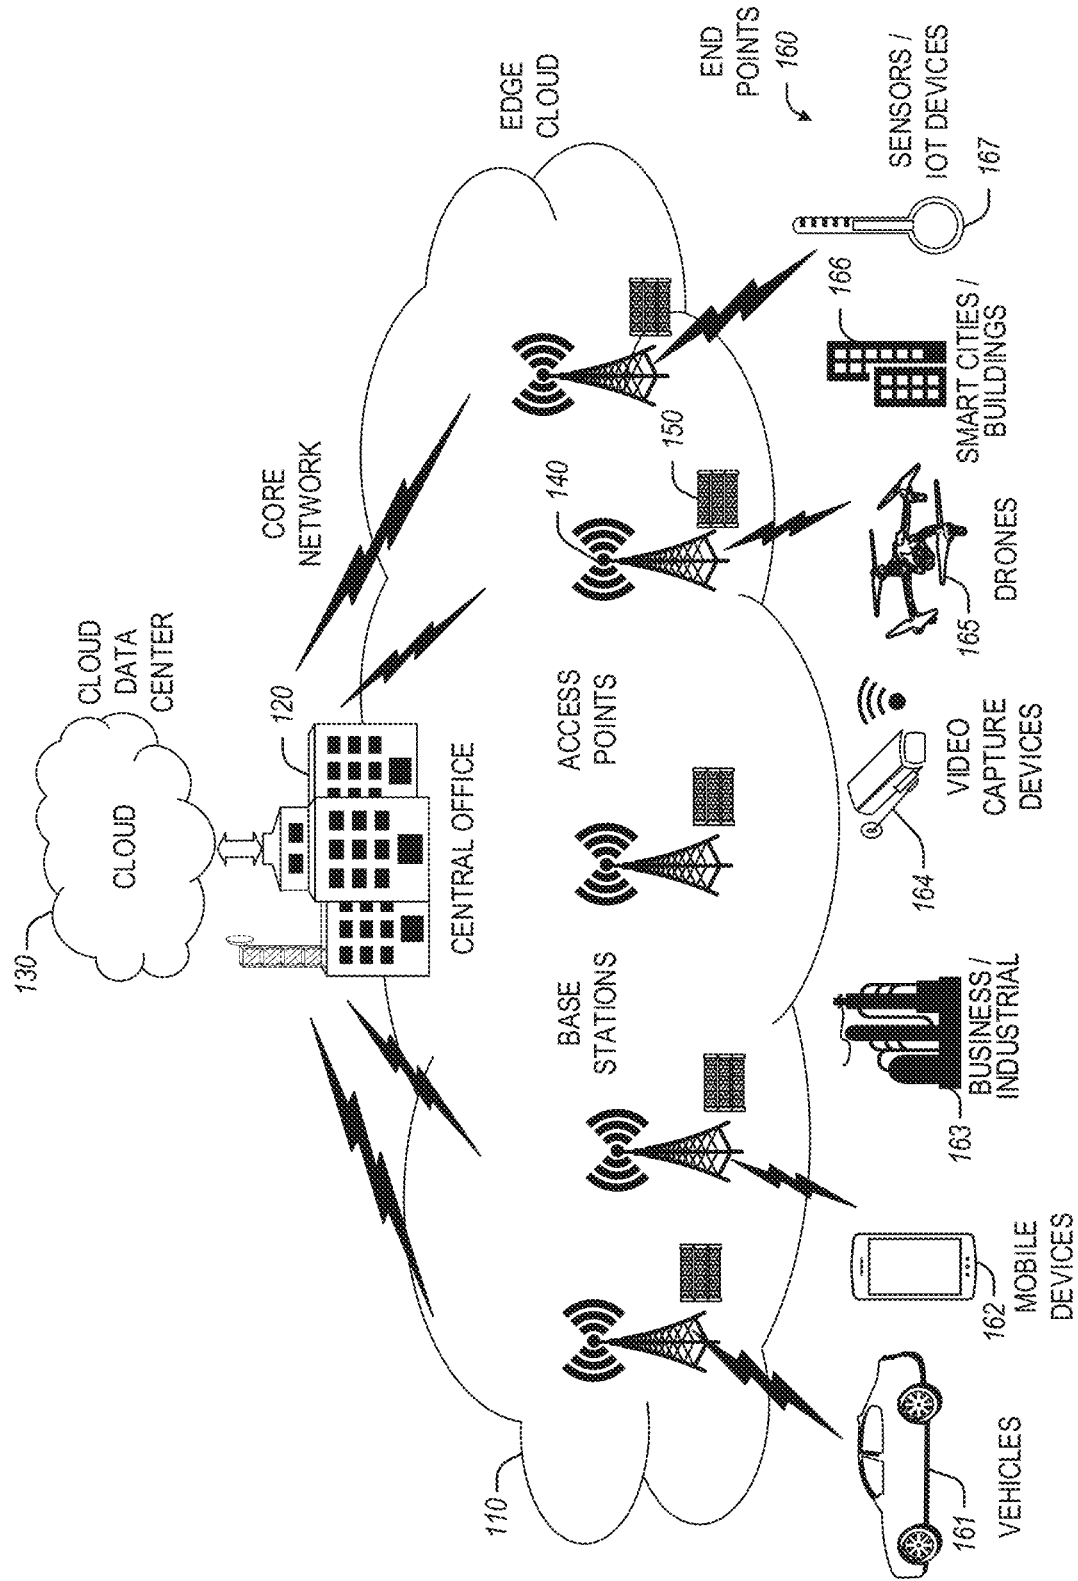 CLOUD
DATA
CENTER
130
CLOUD
120
CORE
NETWORK
EDGE
CLOUD
CENTRAL OFFICE
110
BASE
STATIONS
ACCESS
POINTS
140
150
END
POINTS
160
161
VEHICLES
162
MOBILE
DEVICES
163
BUSINESS /
INDUSTRIAL
164
VIDEO
CAPTURE
DEVICES
165
DRONES
166
SMART CITIES /
BUILDINGS
SENSORS /
IOT DEVICES
167